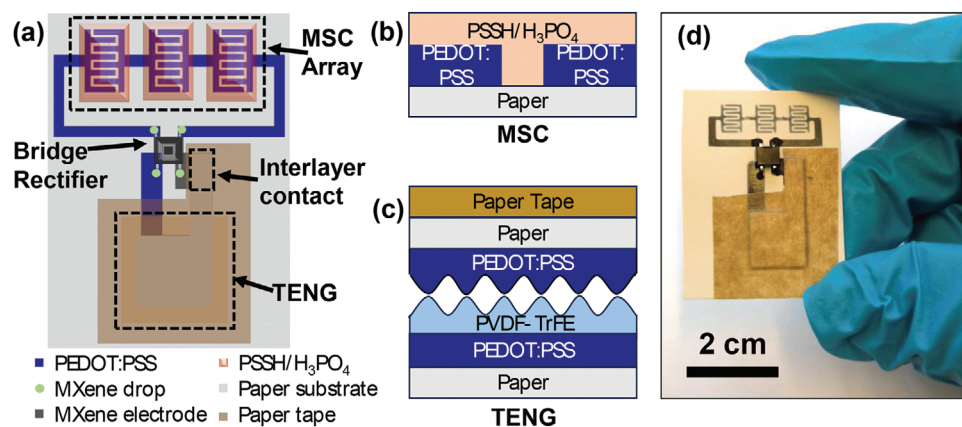 (a)
MSC
Array
Bridge
Rectifier
Interlayer
contact
TENG
PEDOT:PSS
MXene drop
MXene electrode
PSSH/H₃PO₄
Paper substrate
Paper tape
(b)
PSSH/H₃PO₄
PEDOT:
PSS
PEDOT:
PSS
Paper
MSC
(c)
Paper Tape
Paper
PEDOT:PSS
PVDF-TrFE
PEDOT:PSS
Paper
TENG
(d)
2 cm